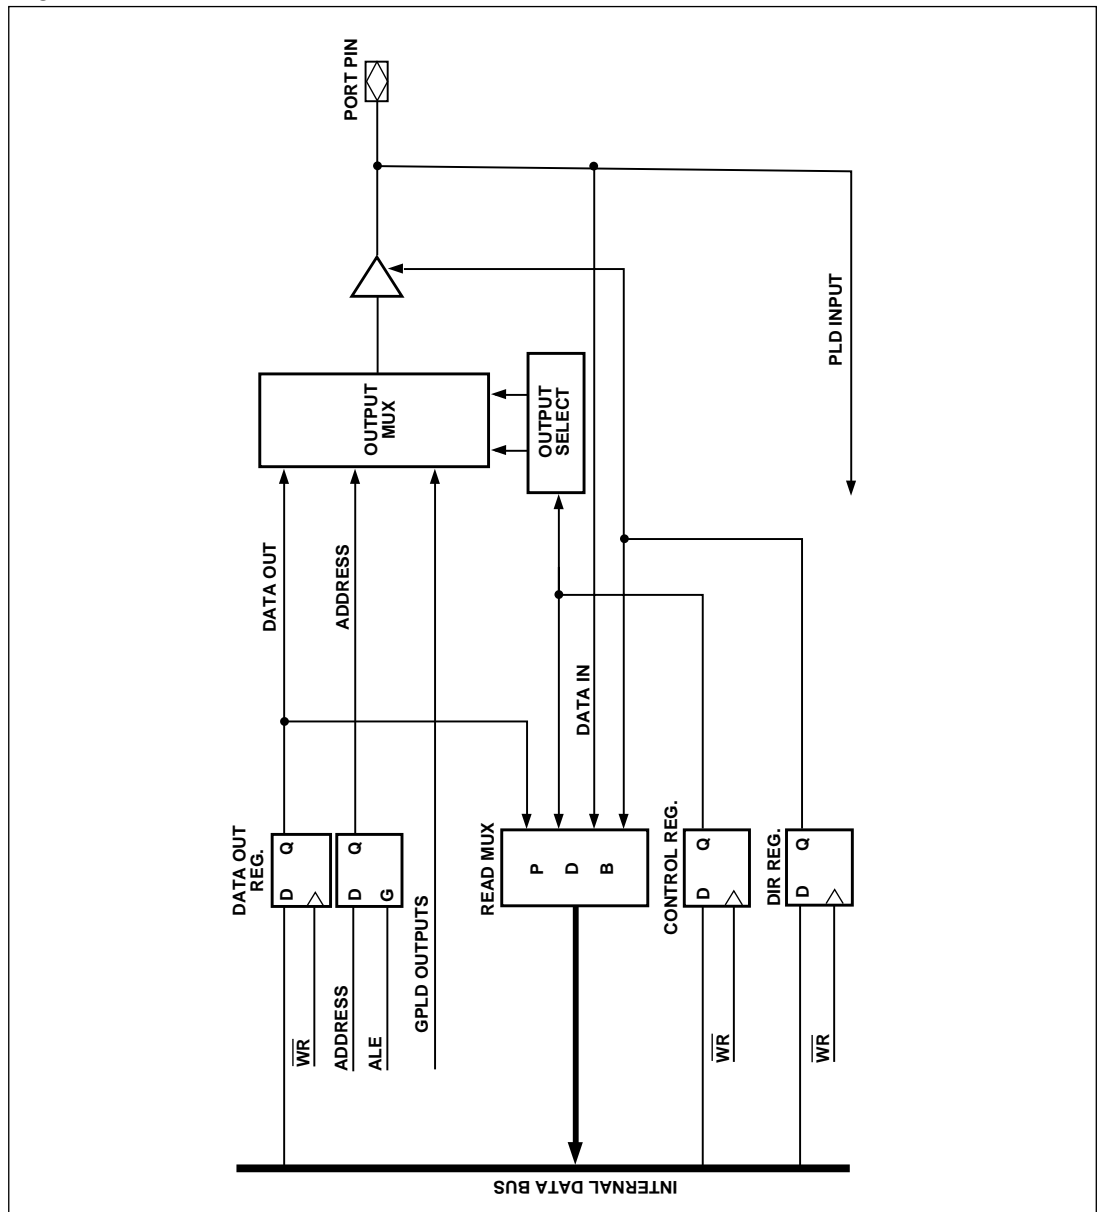 PORT PIN
PLD INPUT
OUTPUT
MUX
OUTPUT
SELECT
DATA OUT
ADDRESS
DATA IN
DATA OUT
REG.
D Q
WR
D Q
G
ADDRESS
ALE
GPLD OUTPUTS
READ MUX
P D B
CONTROL REG.
D Q
WR
DIR REG.
D Q
WR
INTERNAL DATA BUS